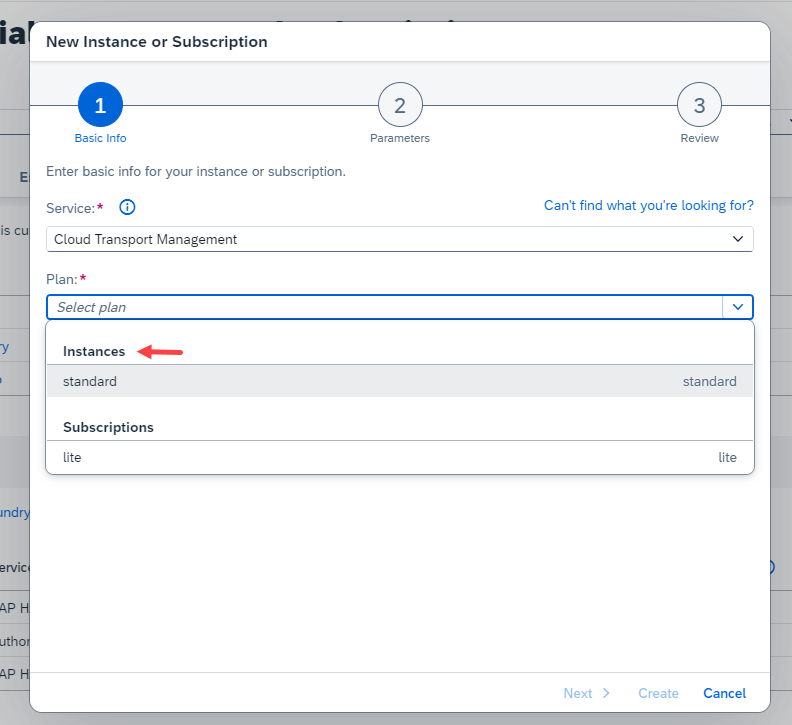 New Instance or Subscription
1
2
3
Basic Info
Parameters
Review
Enter basic info for your instance or subscription.
Service:*
Can't find what you're looking for?
Cloud Transport Management
Plan:*
Select plan
Instances
standard standard
Subscriptions
lite lite
Next Create Cancel